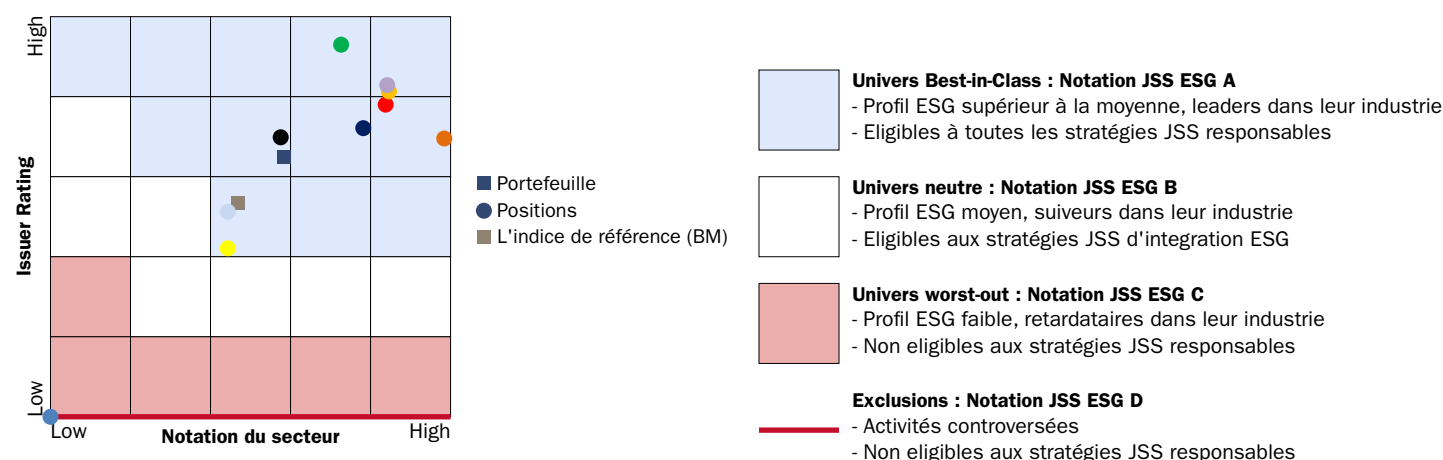 High
Issuer Rating
Low
Low
Notation du secteur
High
Portefeuille
Positions
L'indice de référence (BM)
Univers Best-in-Class : Notation JSS ESG A
- Profil ESG supérieur à la moyenne, leaders dans leur industrie
- Eligibles à toutes les stratégies JSS responsables
Univers neutre : Notation JSS ESG B
- Profil ESG moyen, suiveurs dans leur industrie
- Eligibles aux stratégies JSS d'integration ESG
Univers worst-out : Notation JSS ESG C
- Profil ESG faible, retardataires dans leur industrie
- Non eligibles aux stratégies JSS responsables
Exclusions : Notation JSS ESG D
- Activités controversées
- Non eligibles aux stratégies JSS responsables